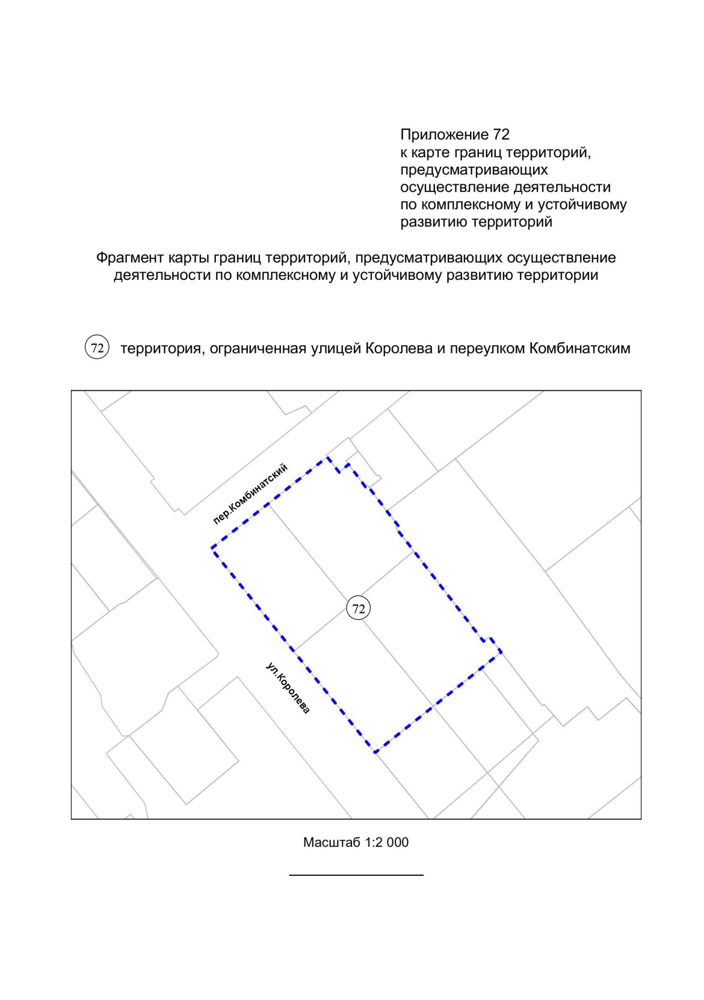 Приложение 72
к карте границ территорий,
предусматривающих
осуществление деятельности
по комплексному и устойчивому
развитию территорий
Фрагмент карты границ территорий, предусматривающих осуществление
деятельности по комплексному и устойчивому развитию территории
72 территория, ограниченная улицей Королева и переулком Комбинатским
пер.Комбинатский
72
ул.Королева
Масштаб 1:2 000